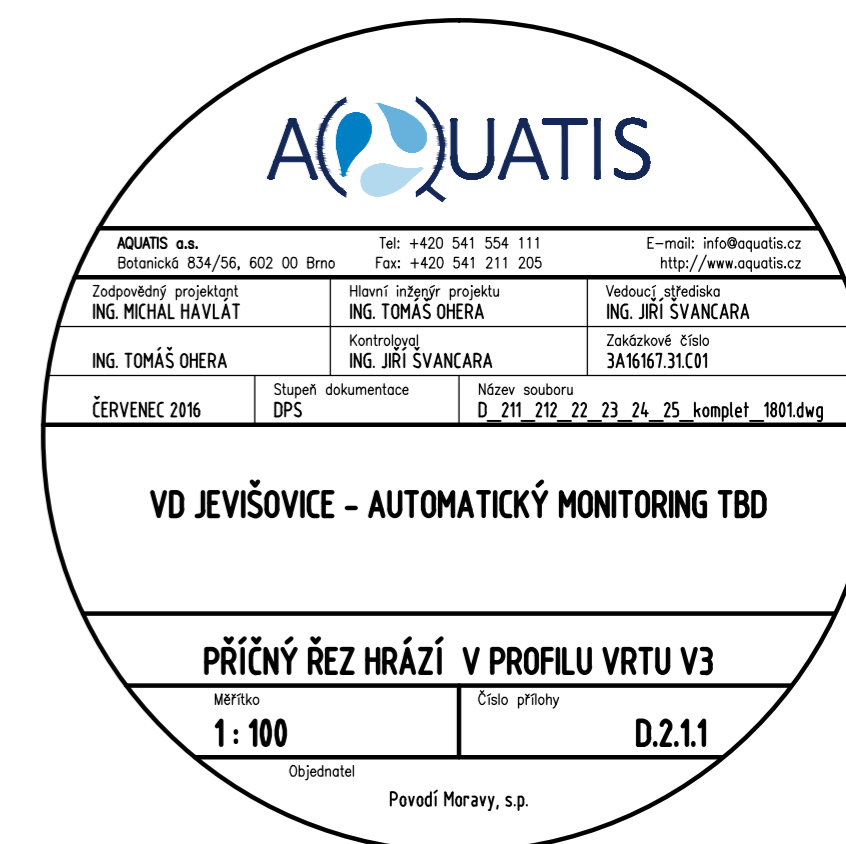 AQUATIS
AQUATIS a.s. Tel: +420 541 554 111 E-mail: info@aquatis.cz
Botanická 834/56, 602 00 Brno Fax: +420 541 211 205 http://www.aquatis.cz
Zodpovědný projektant Hlavní inženýr projektu Vedoucí střediska
ING. MICHAL HAVLÁT ING. TOMÁŠ OHERA ING. JIŘÍ ŠVANCARA
Kontroloval Zakázkové číslo
ING. TOMÁŠ OHERA ING. JIŘÍ ŠVANCARA 3A16167.31.C01
Stupeň dokumentace Název souboru
ČERVENEC 2016 DPS D_211_212_22_23_24_25_komplet_1801.dwg
VD JEVIŠOVICE - AUTOMATICKÝ MONITORING TBD
PŘÍČNÝ ŘEZ HRÁZÍ V PROFILU VRTU V3
Měřítko Číslo přílohy
1 : 100 D.2.1.1
Objednatel
Povodí Moravy, s.p.